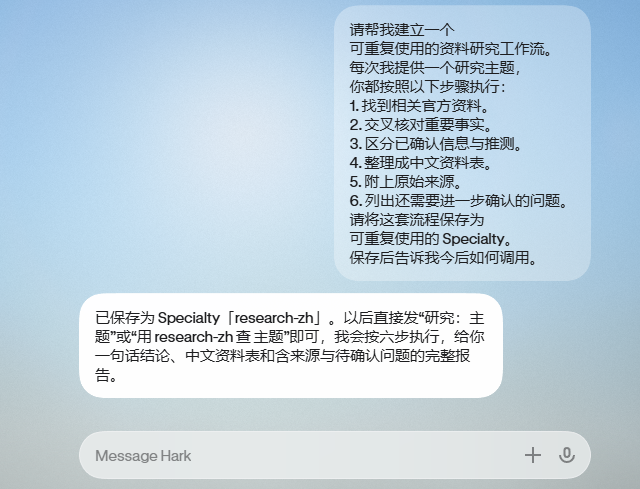 请帮我建立一个
可重复使用的资料研究工作流。
每次我提供一个研究主题，
你都按照以下步骤执行：
1. 找到相关官方资料。
2. 交叉核对重要事实。
3. 区分已确认信息与推测。
4. 整理成中文资料表。
5. 附上原始来源。
6. 列出还需要进一步确认的问题。
请将这套流程保存为
可重复使用的 Specialty。
保存后告诉我今后如何调用。
已保存为 Specialty「research-zh」。以后直接发“研究：主
题”或“用 research-zh 查 主题”即可，我会按六步执行，给你
一句话结论、中文资料表和含来源与待确认问题的完整报
告。
Message Hark